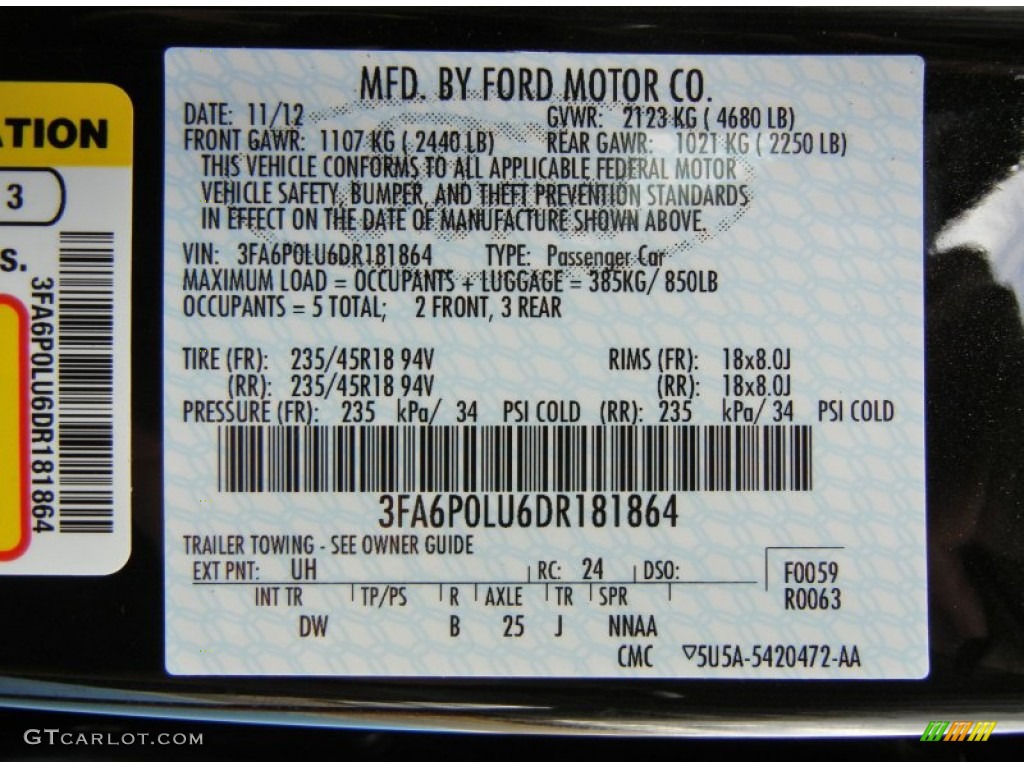 MFD. BY FORD MOTOR CO.
DATE: 11/12 GVWR: 2123 KG ( 4680 LB)
FRONT GAWR: 1107 KG ( 2440 LB) REAR GAWR: 1021 KG ( 2250 LB)
THIS VEHICLE CONFORMS TO ALL APPLICABLE FEDERAL MOTOR
VEHICLE SAFETY, BUMPER, AND THEFT PREVENTION STANDARDS
IN EFFECT ON THE DATE OF MANUFACTURE SHOWN ABOVE.
VIN: 3FA6P0LU6DR181864 TYPE: Passenger Car
MAXIMUM LOAD = OCCUPANTS + LUGGAGE = 385KG/ 850LB
OCCUPANTS = 5 TOTAL; 2 FRONT, 3 REAR
TIRE (FR): 235/45R18 94V RIMS (FR): 18x8.0J
(RR): 235/45R18 94V (RR): 18x8.0J
PRESSURE (FR): 235 kPa/ 34 PSI COLD (RR): 235 kPa/ 34 PSI COLD
3FA6P0LU6DR181864
TRAILER TOWING - SEE OWNER GUIDE
EXT PNT: UH RC: 24 DSO: F0059
INT TR TP/PS R AXLE TR SPR R0063
DW B 25 J NNAA
CMC ▽5U5A-5420472-AA
ATION
3
S.
3FA6P0LU6DR181864
GTCARLOT.COM